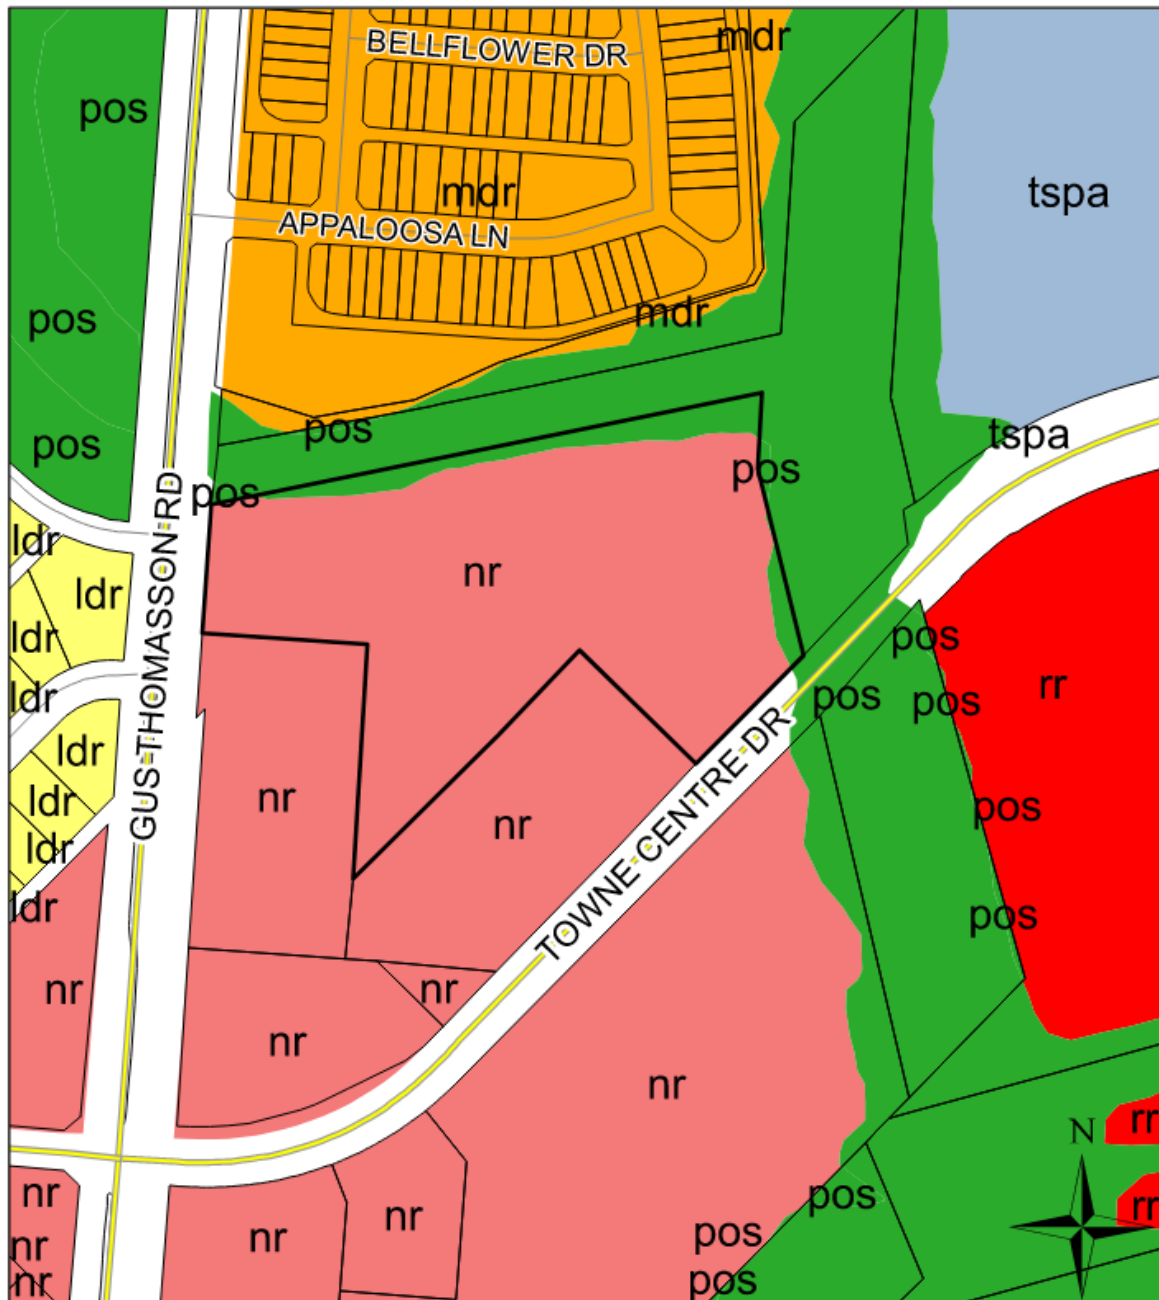 BELLFLOWER DR
mdr
pos
mdr
tspa
APPALOOSA LN
mdr
pos
pos
tspa
pos
pos
pos
GUS THOMASSON RD
ldr
nr
ldr
ldr
pos
rr
ldr
pos
pos
ldr
nr
ldr
pos
nr
TOWNE CENTRE DR
ldr
ldr
pos
nr
nr
nr
nr
N
rr
nr
pos
rr
nr
nr
pos
nr
pos
nr